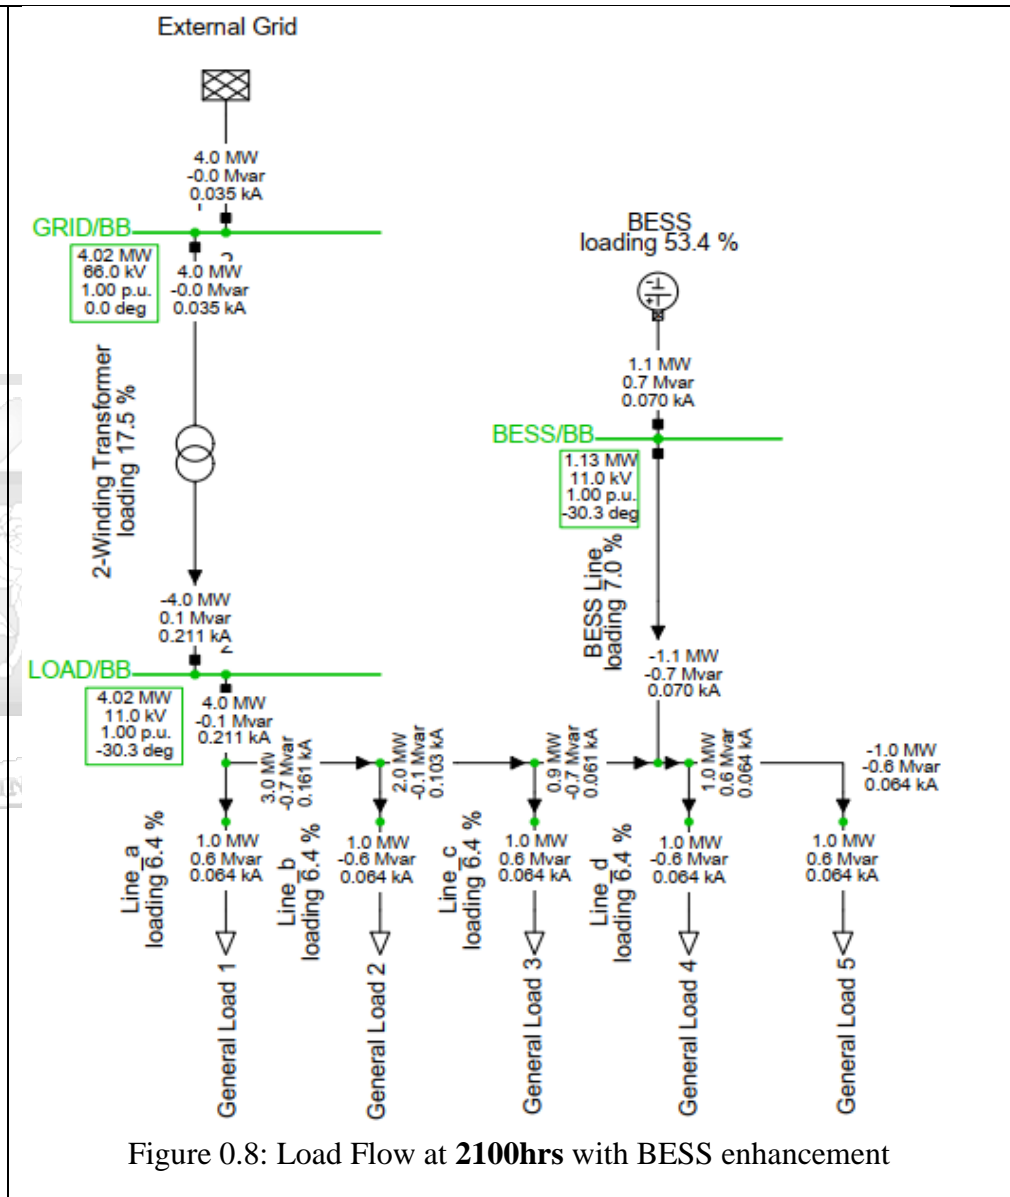 External Grid
4.0 MW
-0.0 Mvar
0.035 kA
GRID/BB
4.02 MW
66.0 kV
1.00 p.u.
0.0 deg
4.0 MW
-0.0 Mvar
0.035 kA
2-Winding Transformer
loading 17.5 %
-4.0 MW
0.1 Mvar
0.211 kA
LOAD/BB
4.02 MW
11.0 kV
1.00 p.u.
-30.3 deg
4.0 MW
-0.1 Mvar
0.211 kA
BESS
loading 53.4 %
1.1 MW
0.7 Mvar
0.070 kA
BESS/BB
1.13 MW
11.0 kV
1.00 p.u.
-30.3 deg
BESS Line
loading 7.0 %
-1.1 MW
-0.7 Mvar
0.070 kA
3.0 MW
-0.7 Mvar
0.161 kA
2.0 MW
-0.1 Mvar
0.103 kA
0.9 MW
-0.7 Mvar
0.061 kA
1.0 MW
0.6 Mvar
0.064 kA
-1.0 MW
-0.6 Mvar
0.064 kA
Line_a
loading 6.4 %
1.0 MW
0.6 Mvar
0.064 kA
Line_b
loading 6.4 %
1.0 MW
-0.6 Mvar
0.064 kA
Line_c
loading 6.4 %
1.0 MW
0.6 Mvar
0.064 kA
Line_d
loading 6.4 %
1.0 MW
-0.6 Mvar
0.064 kA
1.0 MW
0.6 Mvar
0.064 kA
General Load 1
General Load 2
General Load 3
General Load 4
General Load 5
Figure 0.8: Load Flow at 2100hrs with BESS enhancement